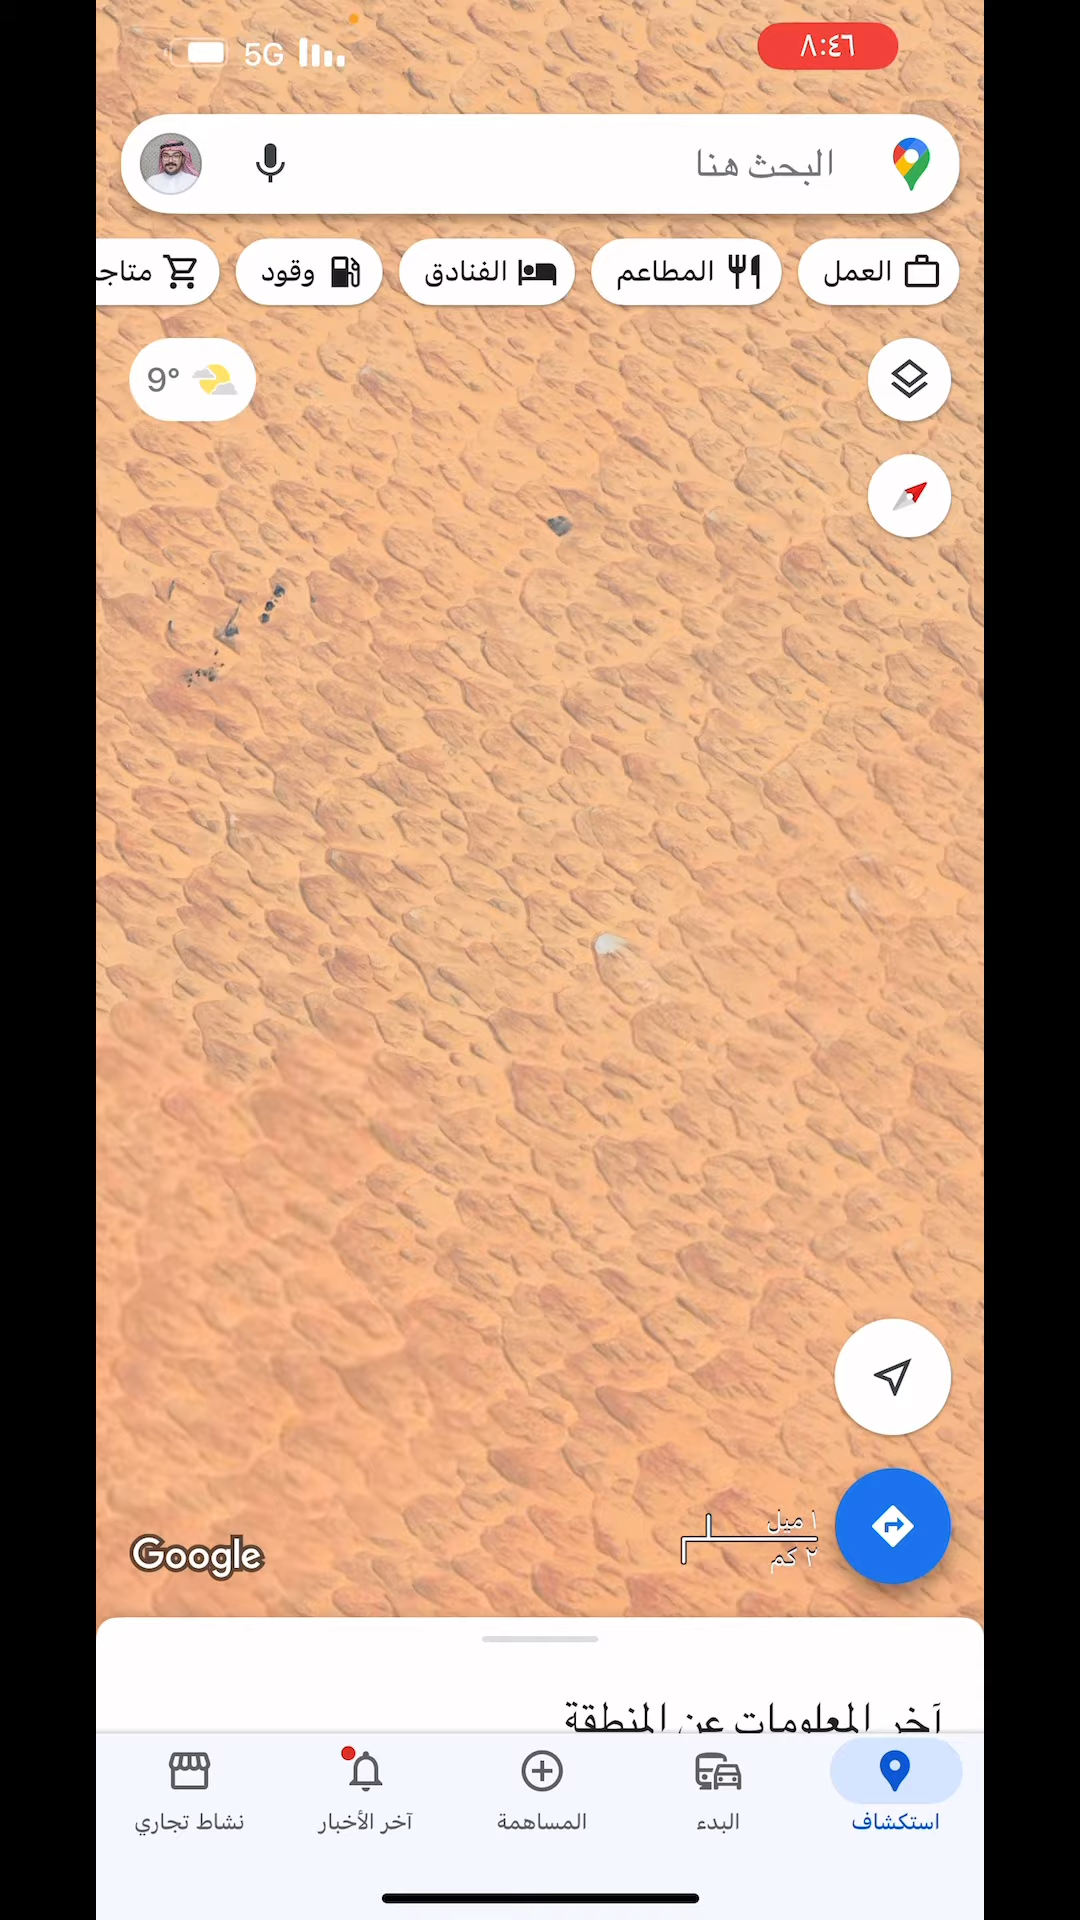 ٨:٤٦
5G
البحث هنا
العمل
المطاعم
الفنادق
وقود
متاجر
9°
١ ميل
٢ كم
Google
آخر المعلومات عن المنطقة
استكشاف
البدء
المساهمة
آخر الأخبار
نشاط تجاري